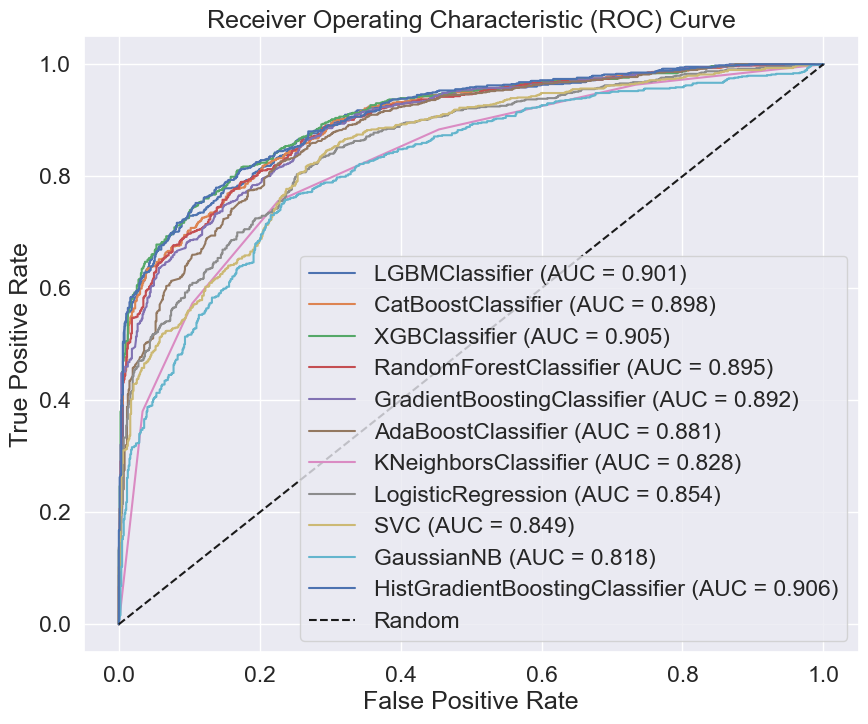 Receiver Operating Characteristic (ROC) Curve
True Positive Rate
1.0
0.8
0.6
0.4
0.2
0.0
LGBMClassifier (AUC = 0.901)
CatBoostClassifier (AUC = 0.898)
XGBClassifier (AUC = 0.905)
RandomForestClassifier (AUC = 0.895)
GradientBoostingClassifier (AUC = 0.892)
AdaBoostClassifier (AUC = 0.881)
KNeighborsClassifier (AUC = 0.828)
LogisticRegression (AUC = 0.854)
SVC (AUC = 0.849)
GaussianNB (AUC = 0.818)
HistGradientBoostingClassifier (AUC = 0.906)
Random
0.0 0.2 0.4 0.6 0.8 1.0
False Positive Rate